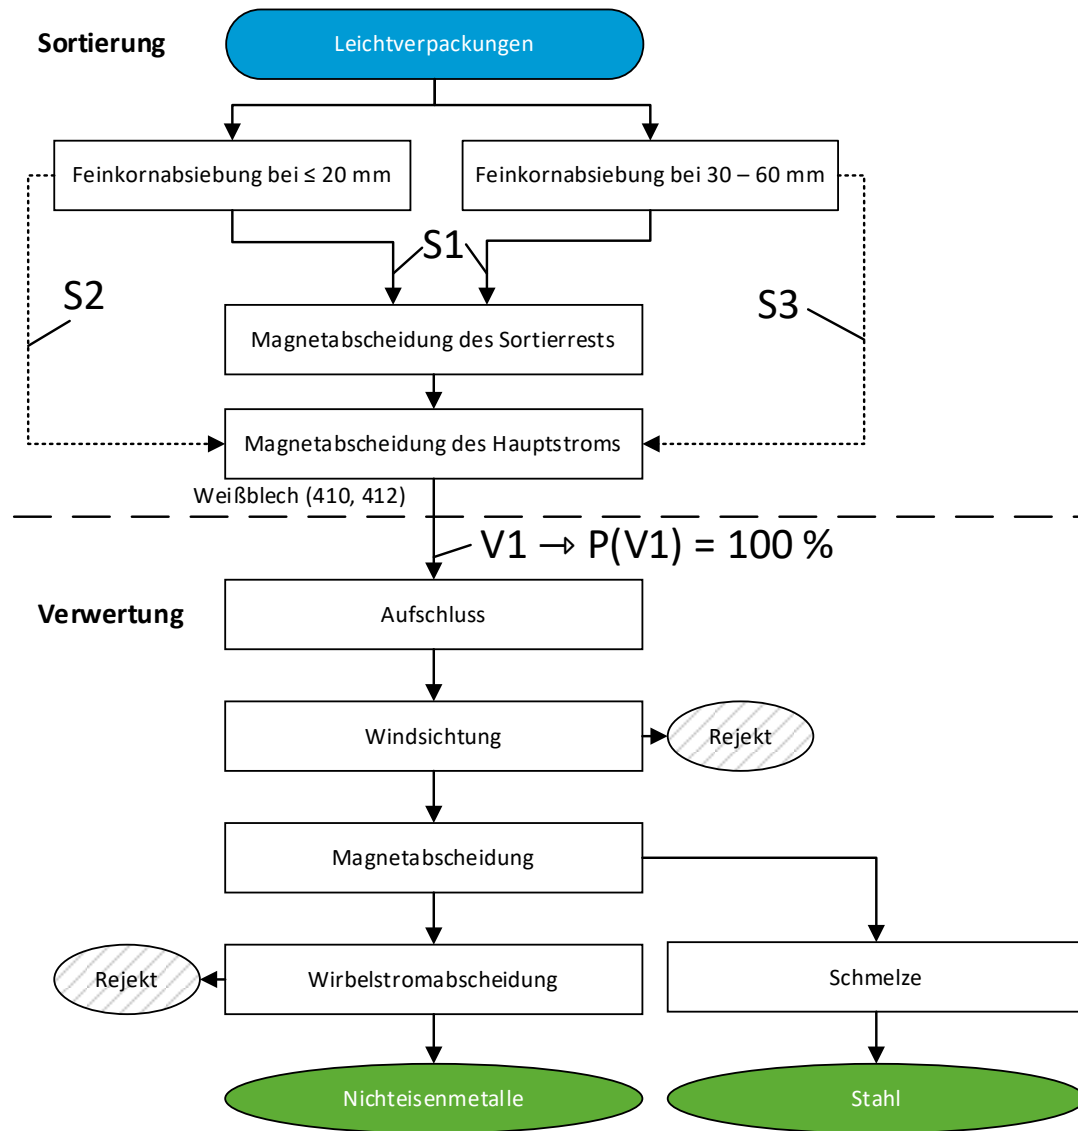 Sortierung
Leichtverpackungen
Feinkornabsiebung bei ≤ 20 mm
Feinkornabsiebung bei 30 – 60 mm
S1
S2
S3
Magnetabscheidung des Sortierrests
Magnetabscheidung des Hauptstroms
Weißblech (410, 412)
V1 → P(V1) = 100 %
Verwertung
Aufschluss
Windsichtung
Rejekt
Magnetabscheidung
Rejekt
Wirbelstromabscheidung
Schmelze
Nichteisenmetalle
Stahl